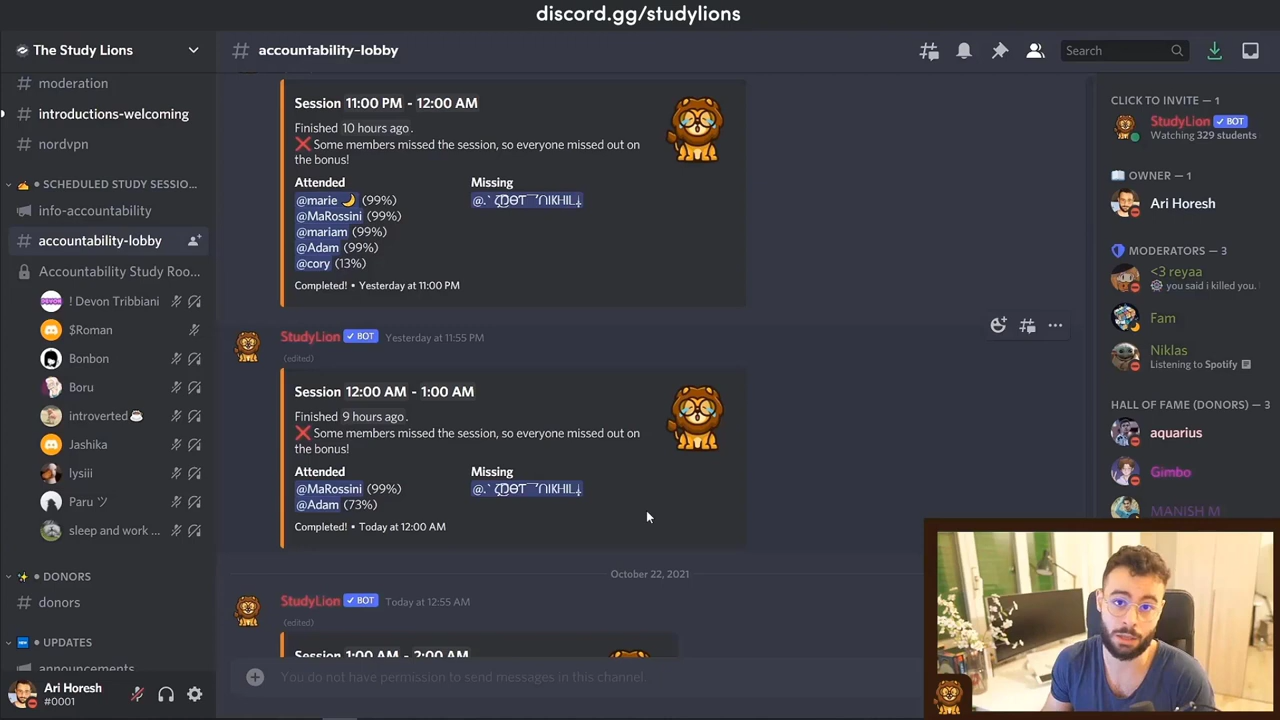 discord.gg/studylions
The Study Lions
# accountability-lobby
Search
# moderation
# introductions-welcoming
# nordvpn
SCHEDULED STUDY SESSIO...
info-accountability
# accountability-lobby
Accountability Study Roo...
! Devon Tribbiani
$Roman
Bonbon
Boru
introverted☕
Jashika
lysiii
Paru ツ
sleep and work ...
DONORS
# donors
UPDATES
announcements
Ari Horesh
#0001
Session 11:00 PM - 12:00 AM
Finished 10 hours ago.
❌ Some members missed the session, so everyone missed out on
the bonus!
Attended Missing
@marie 🌙 (99%)
@MaRossini (99%)
@mariam (99%)
@Adam (99%)
@cory (13%)
Completed! • Yesterday at 11:00 PM
StudyLion ✓ BOT Yesterday at 11:55 PM
(edited)
Session 12:00 AM - 1:00 AM
Finished 9 hours ago.
❌ Some members missed the session, so everyone missed out on
the bonus!
Attended Missing
@MaRossini (99%)
@Adam (73%)
Completed! • Today at 12:00 AM
October 22, 2021
StudyLion ✓ BOT Today at 12:55 AM
(edited)
Session 1:00 AM - 2:00 AM
You do not have permission to send messages in this channel.
CLICK TO INVITE — 1
StudyLion ✓ BOT
Watching 329 students
OWNER — 1
Ari Horesh
MODERATORS — 3
<3 reyaa
you said i killed you.
Fam
Niklas
Listening to Spotify
HALL OF FAME (DONORS) — 3
aquarius
Gimbo
MANISH M